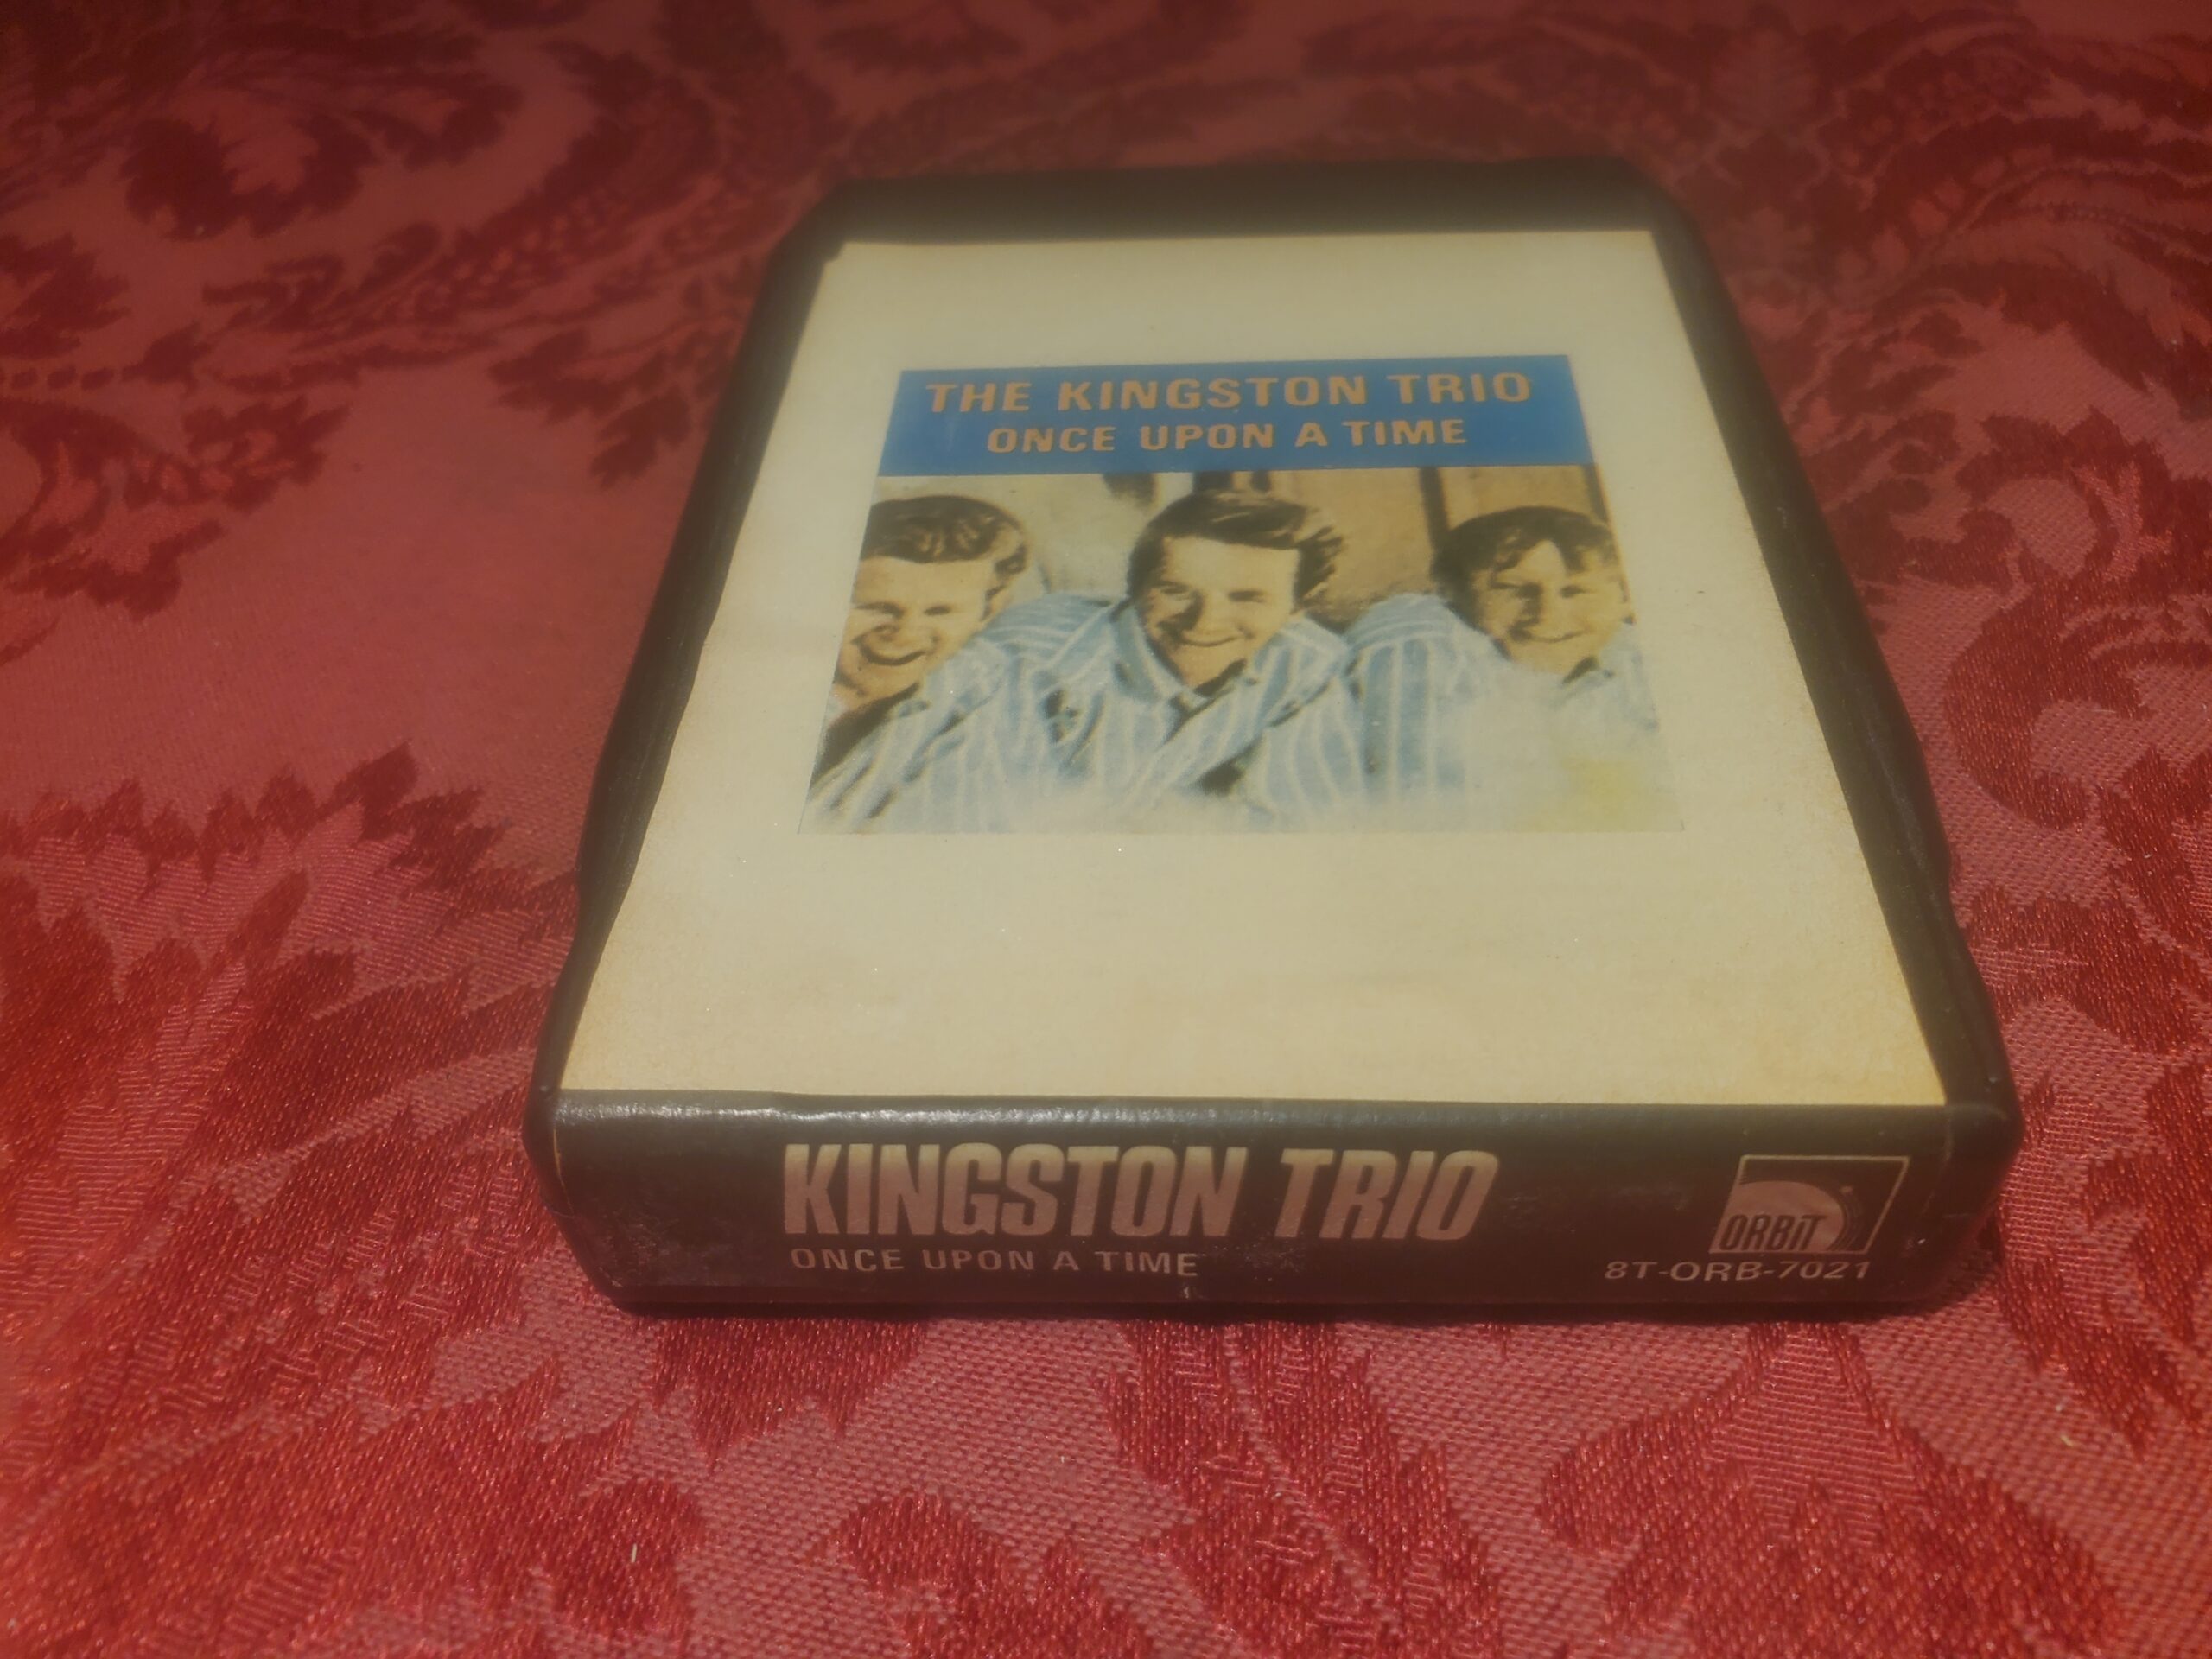 THE KINGSTON TRIO
ONCE UPON A TIME
KINGSTON TRIO
ONCE UPON A TIME
ORBiT
8T-ORB-7021